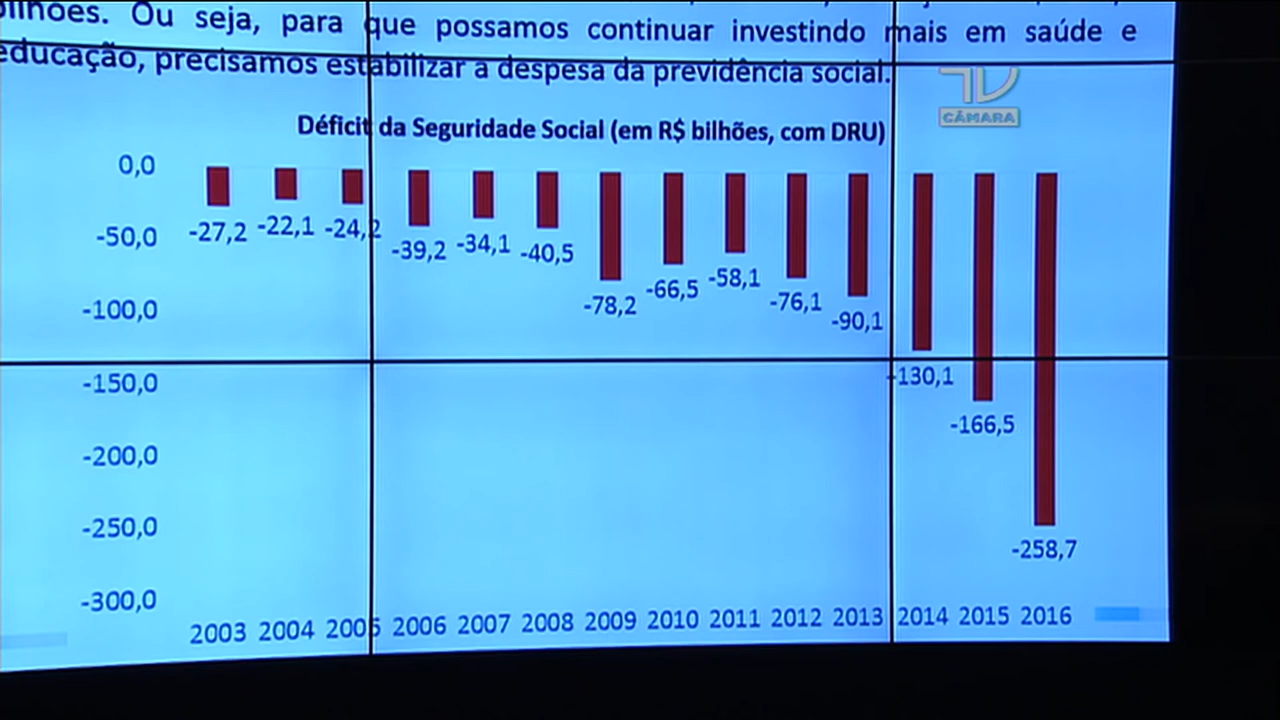 bilhões. Ou seja, para que possamos continuar investindo mais em saúde e
educação, precisamos estabilizar a despesa da previdência social.
TV
CÂMARA
Déficit da Seguridade Social (em R$ bilhões, com DRU)
0,0
-50,0
-100,0
-150,0
-200,0
-250,0
-300,0
-27,2 -22,1 -24,2 -39,2 -34,1 -40,5 -78,2 -66,5 -58,1 -76,1 -90,1 -130,1 -166,5 -258,7
2003 2004 2005 2006 2007 2008 2009 2010 2011 2012 2013 2014 2015 2016